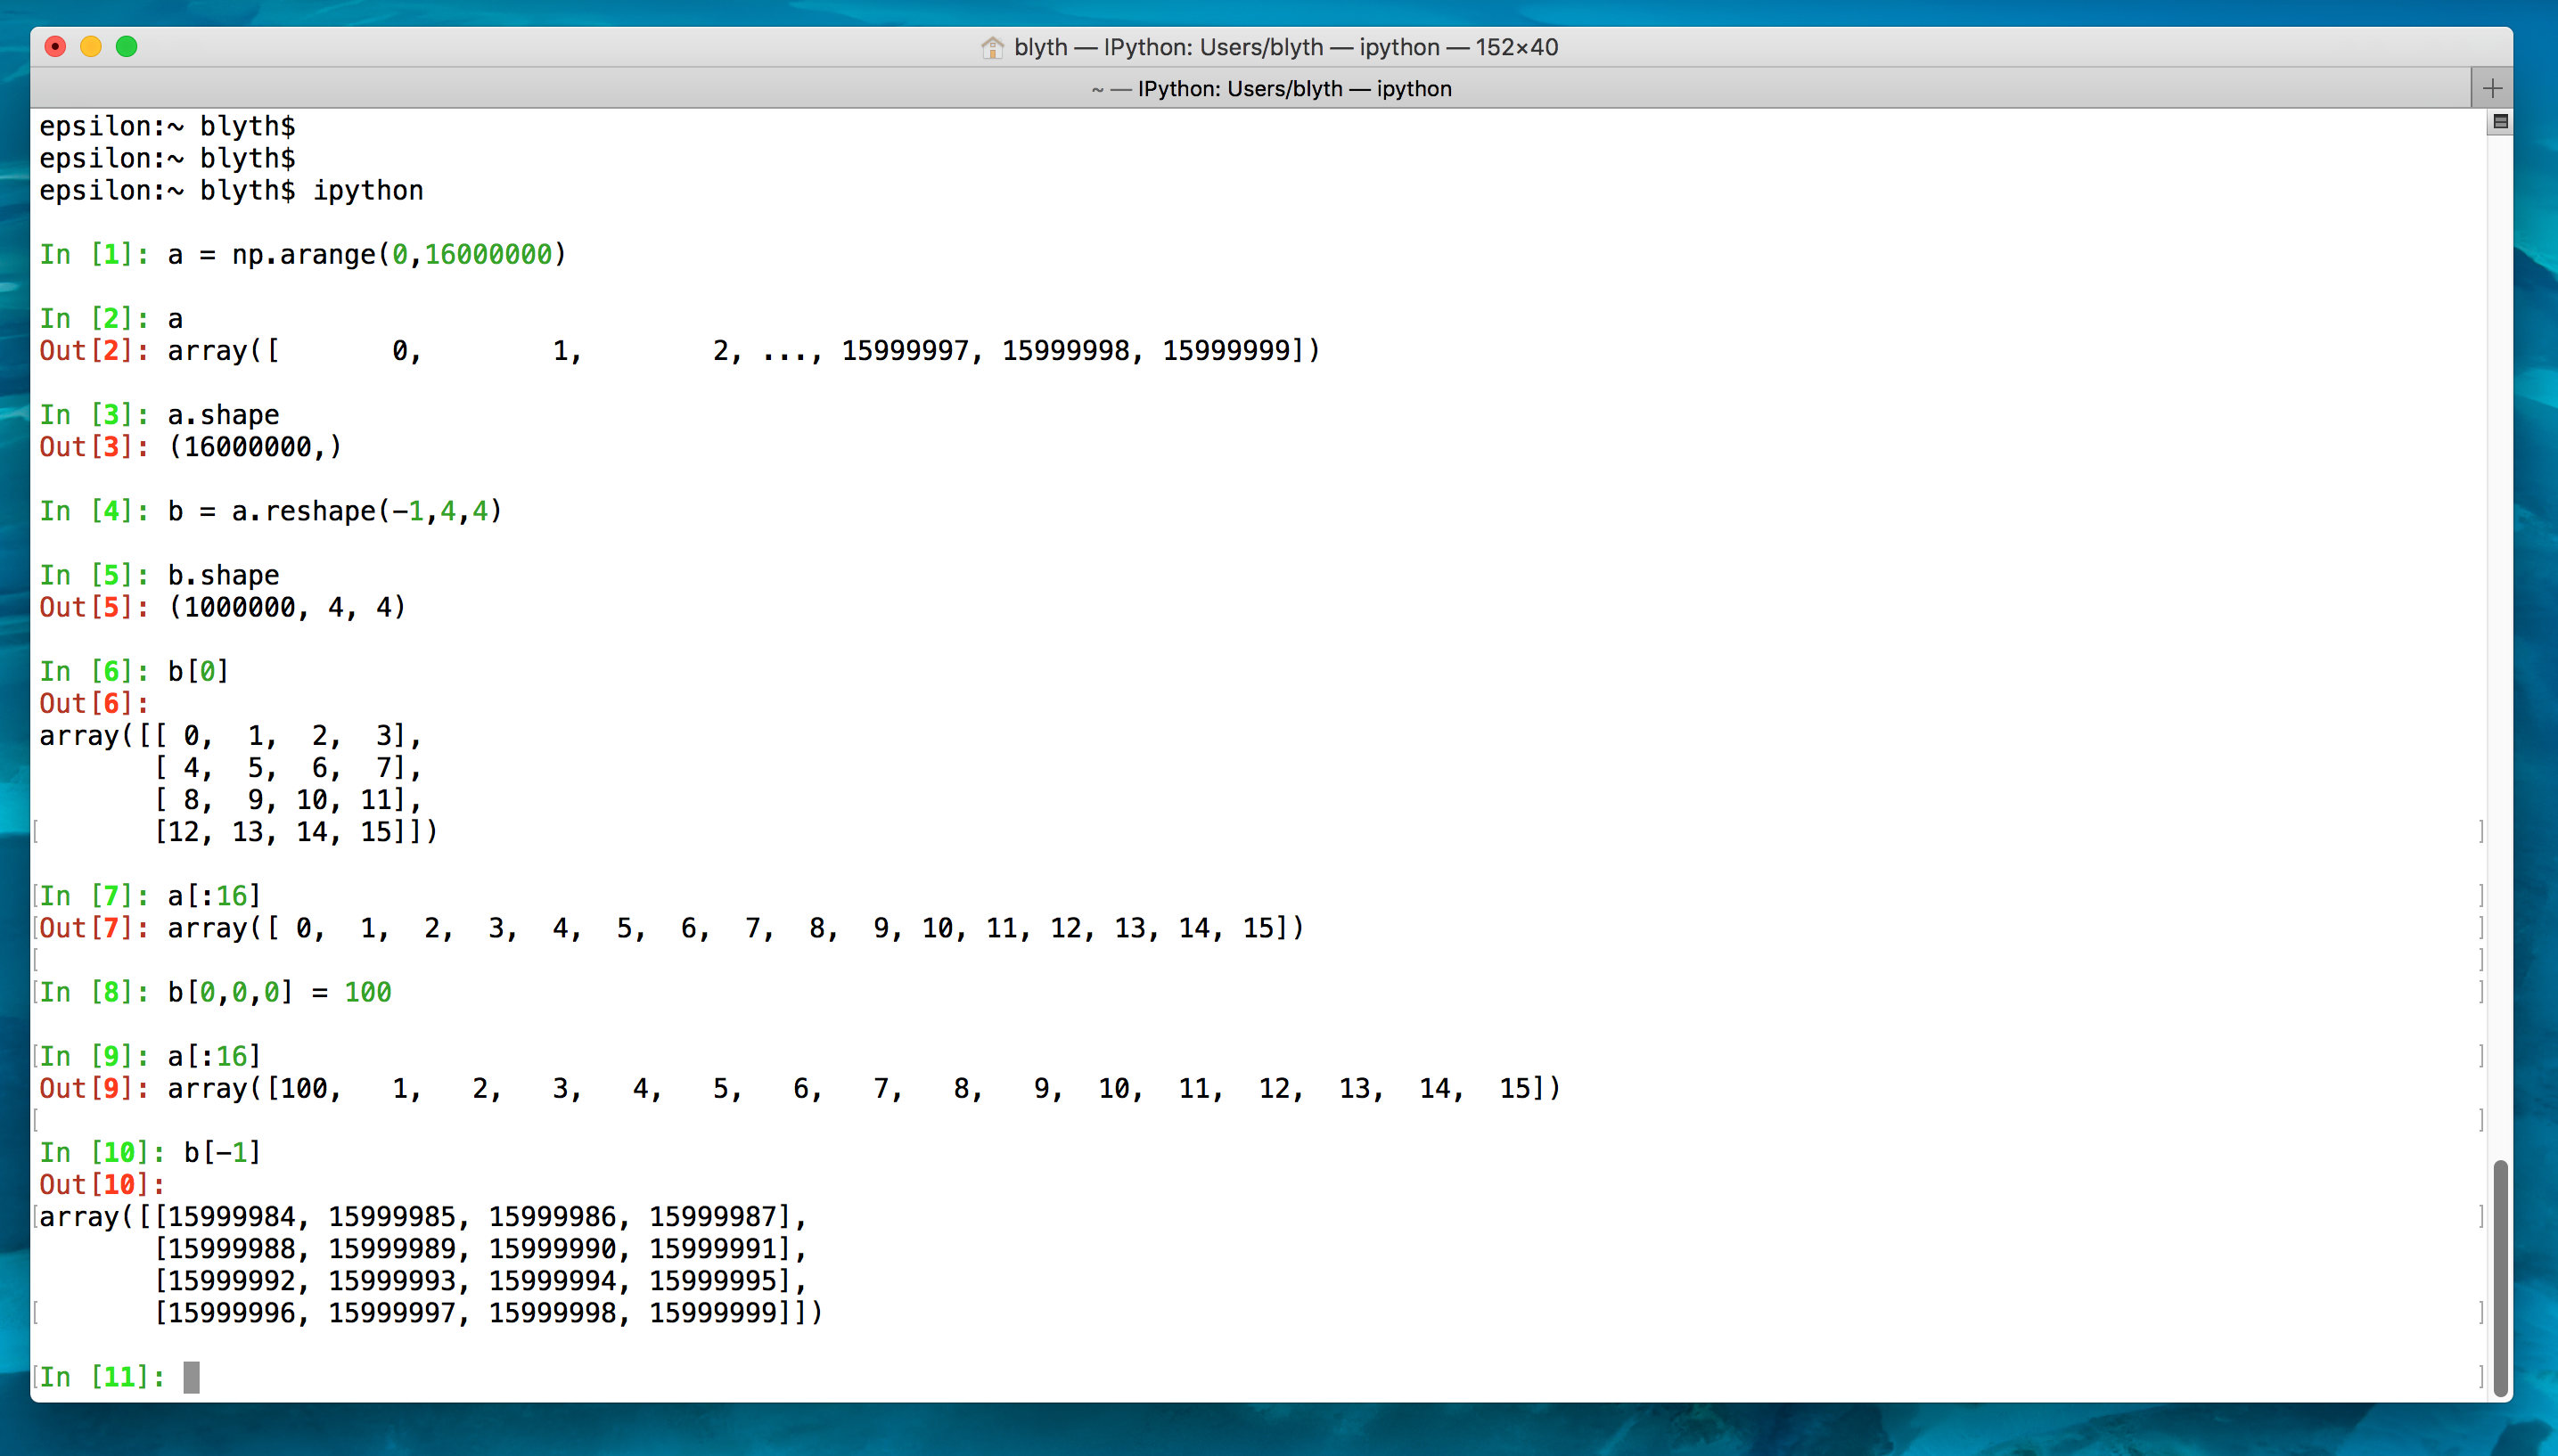 blyth — IPython: Users/blyth — ipython — 152×40
~ — IPython: Users/blyth — ipython
epsilon:~ blyth$
epsilon:~ blyth$
epsilon:~ blyth$ ipython
In [1]: a = np.arange(0,16000000)
In [2]: a
Out[2]: array([       0,        1,        2, ..., 15999997, 15999998, 15999999])
In [3]: a.shape
Out[3]: (16000000,)
In [4]: b = a.reshape(-1,4,4)
In [5]: b.shape
Out[5]: (1000000, 4, 4)
In [6]: b[0]
Out[6]:
array([[ 0,  1,  2,  3],
       [ 4,  5,  6,  7],
       [ 8,  9, 10, 11],
       [12, 13, 14, 15]])
In [7]: a[:16]
Out[7]: array([ 0,  1,  2,  3,  4,  5,  6,  7,  8,  9, 10, 11, 12, 13, 14, 15])
In [8]: b[0,0,0] = 100
In [9]: a[:16]
Out[9]: array([100,   1,   2,   3,   4,   5,   6,   7,   8,   9,  10,  11,  12,  13,  14,  15])
In [10]: b[-1]
Out[10]:
array([[15999984, 15999985, 15999986, 15999987],
       [15999988, 15999989, 15999990, 15999991],
       [15999992, 15999993, 15999994, 15999995],
       [15999996, 15999997, 15999998, 15999999]])
In [11]: